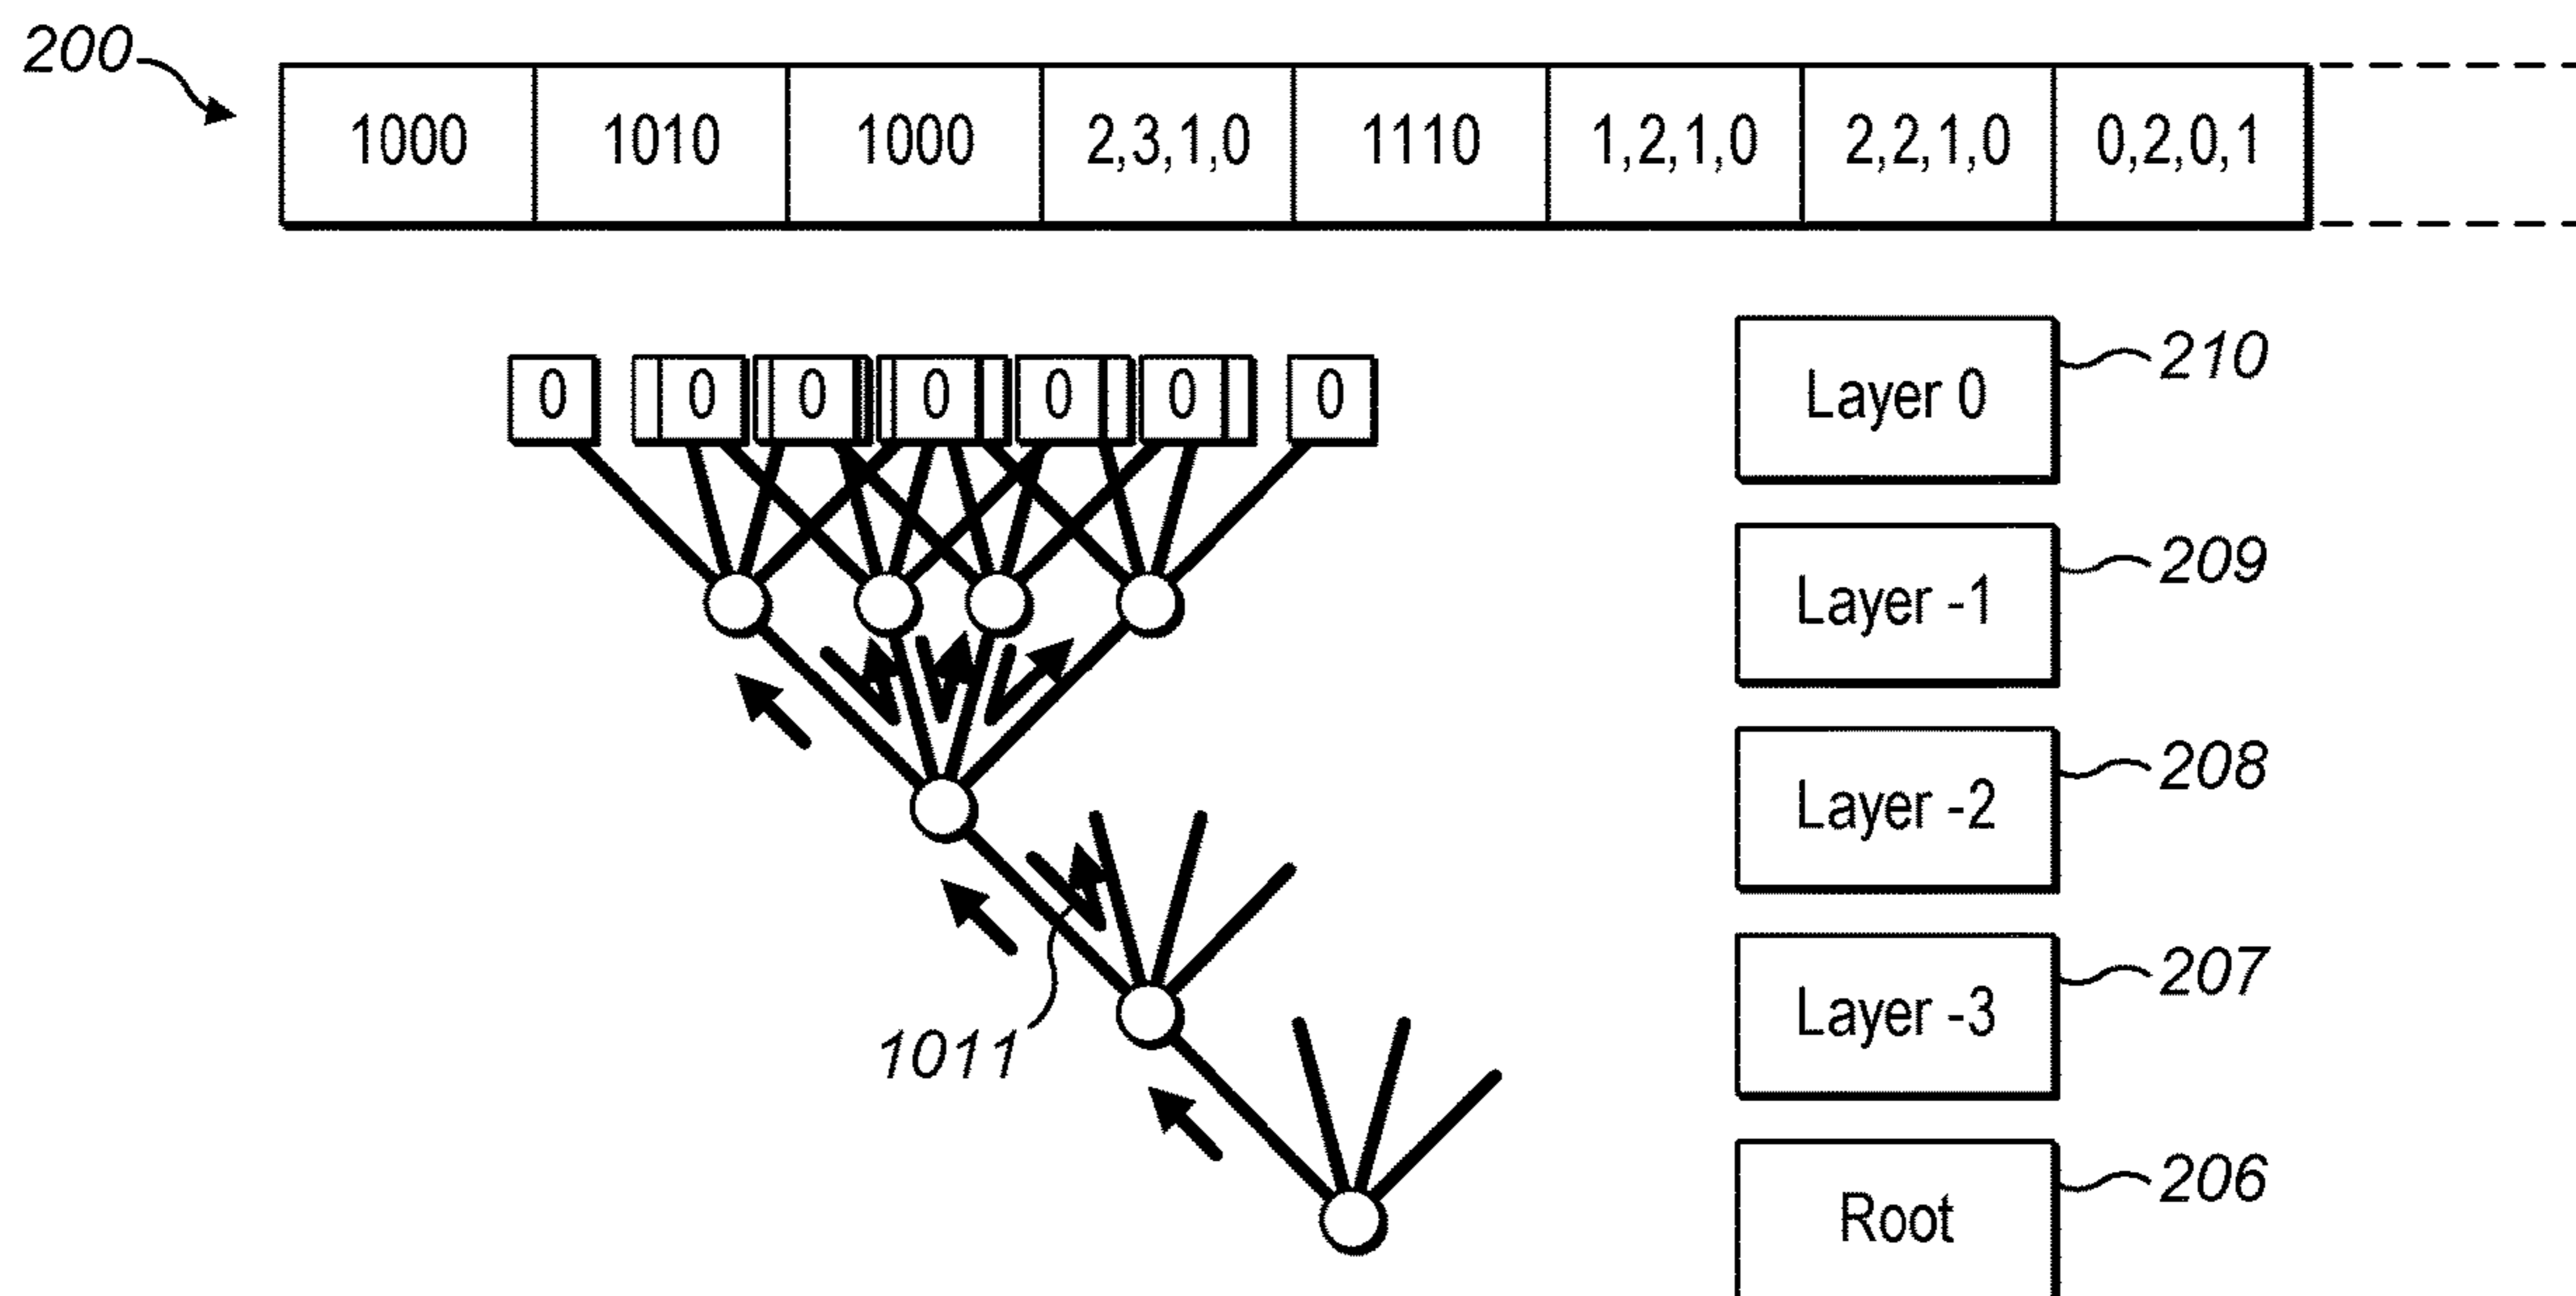 200
1000 1010 1000 2,3,1,0 1110 1,2,1,0 2,2,1,0 0,2,0,1
0 0 0 0 0 0 0
Layer 0 210
Layer -1 209
Layer -2 208
Layer -3 207
1011
Root 206